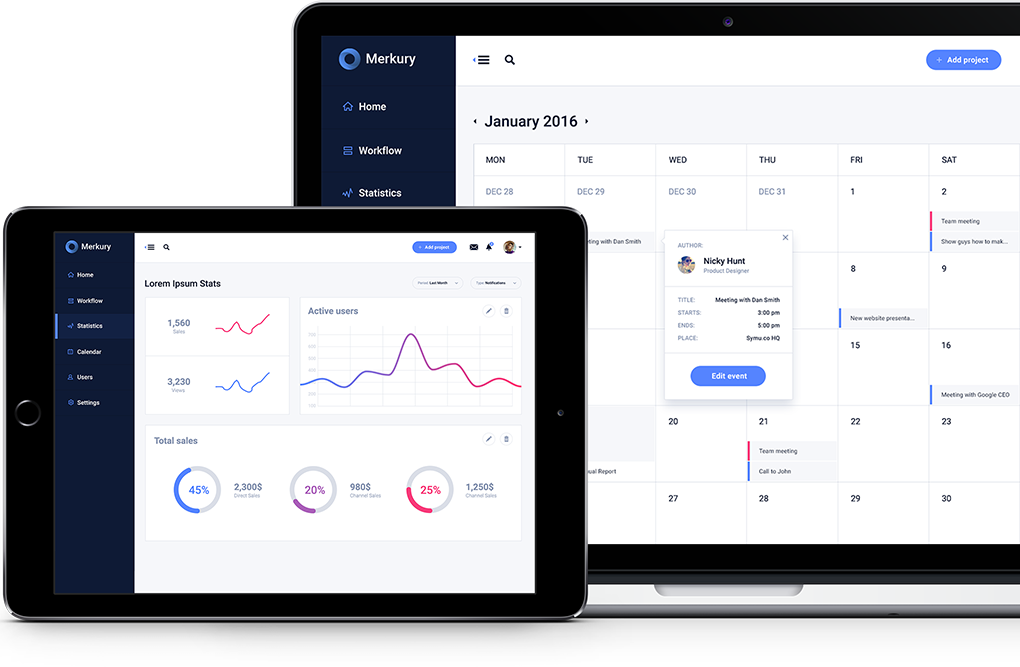 Merkury
Home
Workflow
Statistics
+ Add project
January 2016
MON TUE WED THU FRI SAT
DEC 28 DEC 29 DEC 30 DEC 31 1 2
Team meeting
Show guys how to mak...
ting with Dan Smith
AUTHOR:
Nicky Hunt
Product Designer
TITLE: Meeting with Dan Smith
STARTS: 3:00 pm
ENDS: 5:00 pm
PLACE: Symu.co HQ
Edit event
8 9
New website presenta...
15 16
Meeting with Google CEO
20 21 22 23
Team meeting
Call to John
ual Report
27 28 29 30
Merkury
Home
Workflow
Statistics
Calendar
Users
Settings
+ Add project
Lorem Ipsum Stats
Period: Last Month
Type: Notifications
1,560
Sales
3,230
Views
Active users
Total sales
45%
2,300$
Direct Sales
20%
980$
Channel Sales
25%
1,250$
Channel Sales